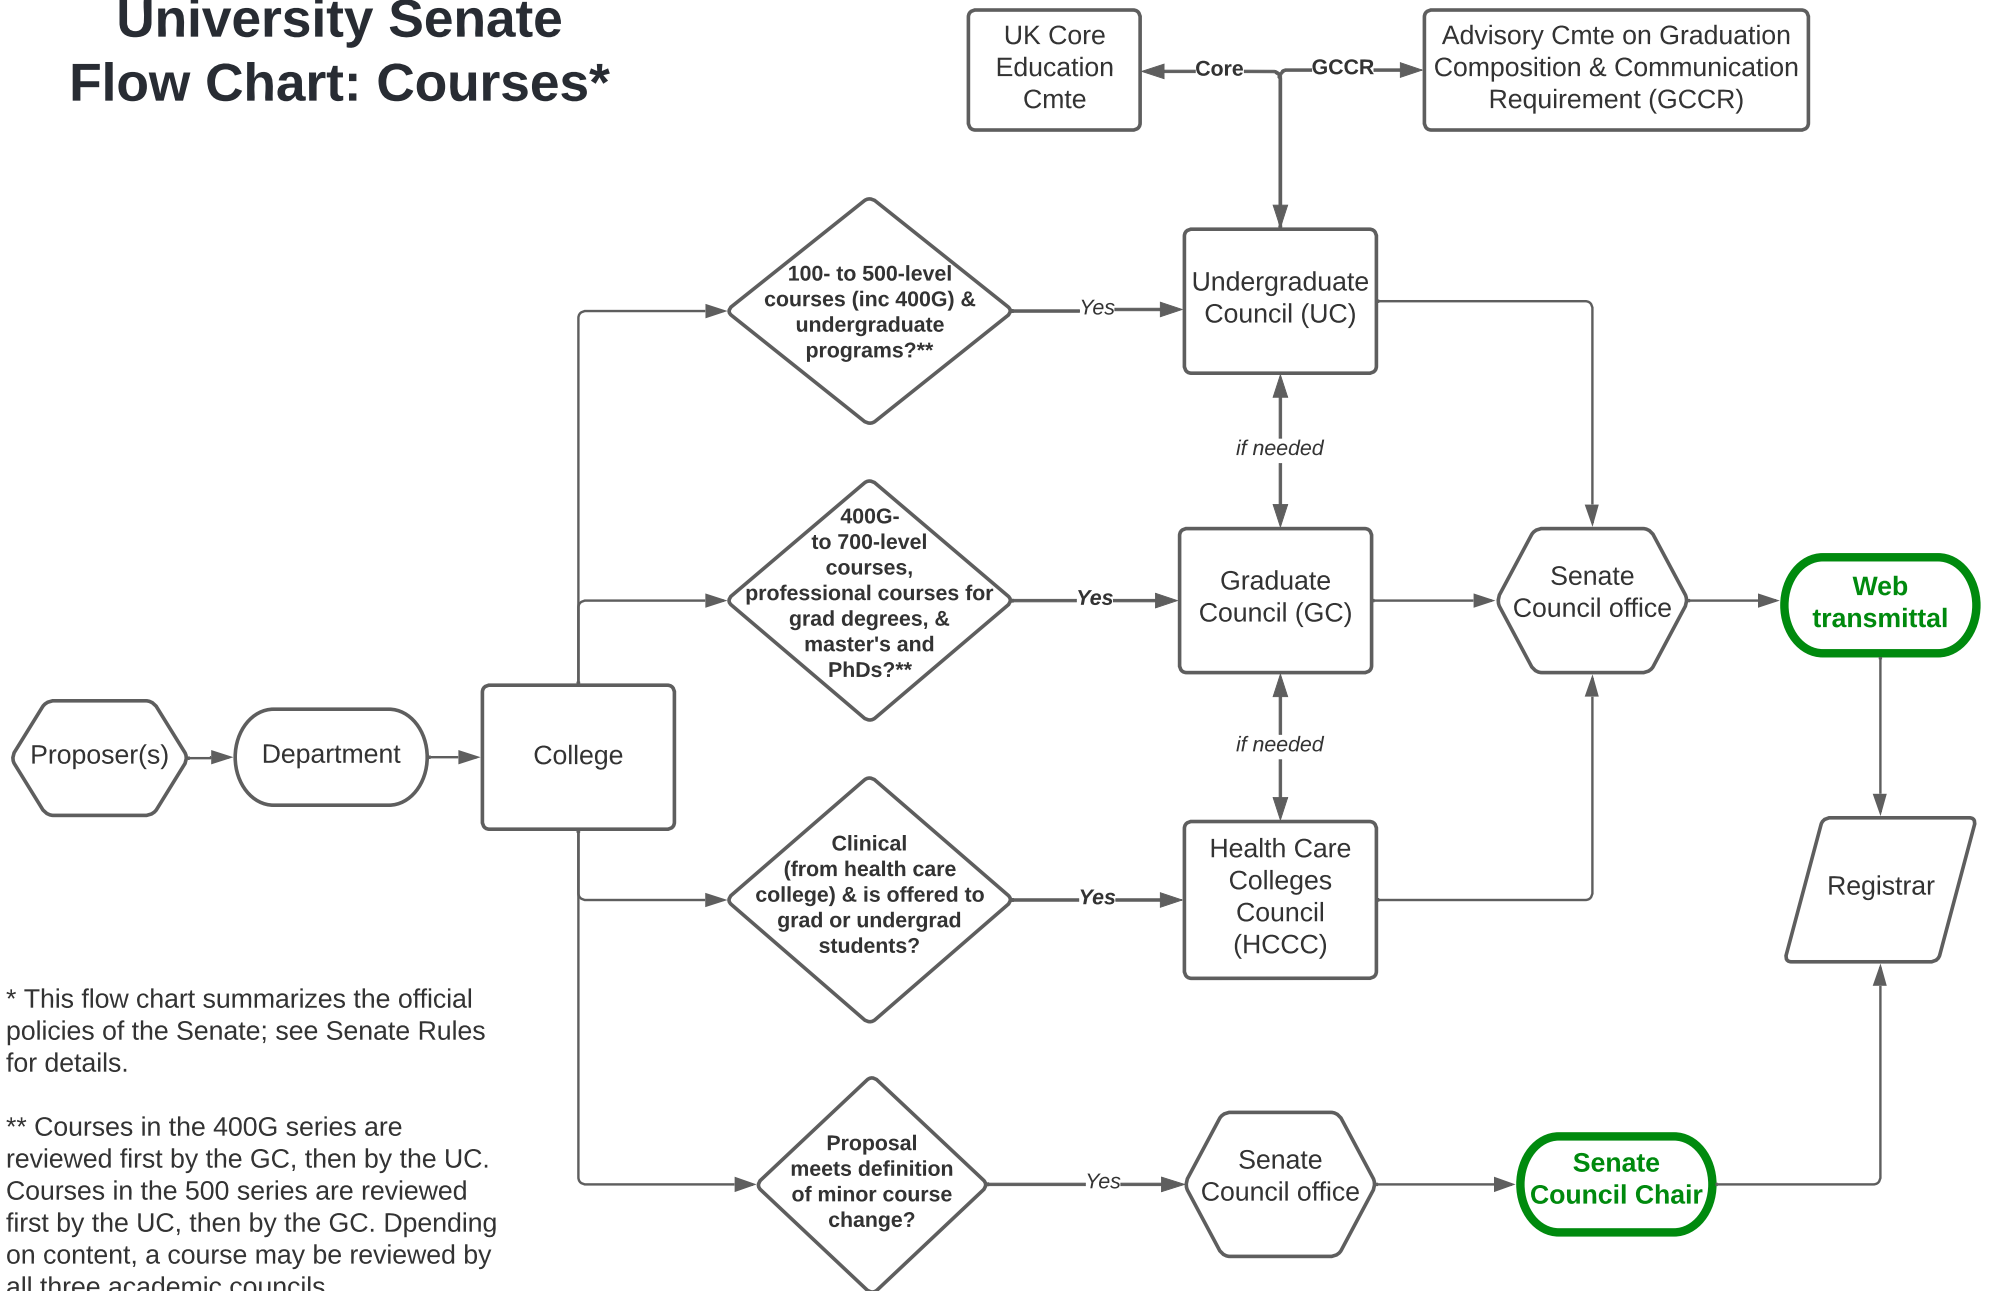 University Senate
Flow Chart: Courses*
UK Core
Education
Cmte
Core
GCCR
Advisory Cmte on Graduation
Composition & Communication
Requirement (GCCR)
100- to 500-level
courses (inc 400G) &
undergraduate
programs?**
Yes
Undergraduate
Council (UC)
if needed
400G-
to 700-level
courses,
professional courses for
grad degrees, &
master's and
PhDs?**
Yes
Graduate
Council (GC)
Senate
Council office
Web
transmittal
Proposer(s)
Department
College
if needed
Clinical
(from health care
college) & is offered to
grad or undergrad
students?
Yes
Health Care
Colleges
Council
(HCCC)
Registrar
* This flow chart summarizes the official
policies of the Senate; see Senate Rules
for details.
** Courses in the 400G series are
reviewed first by the GC, then by the UC.
Courses in the 500 series are reviewed
first by the UC, then by the GC. Dpending
on content, a course may be reviewed by
all three academic councils
Proposal
meets definition
of minor course
change?
Yes
Senate
Council office
Senate
Council Chair